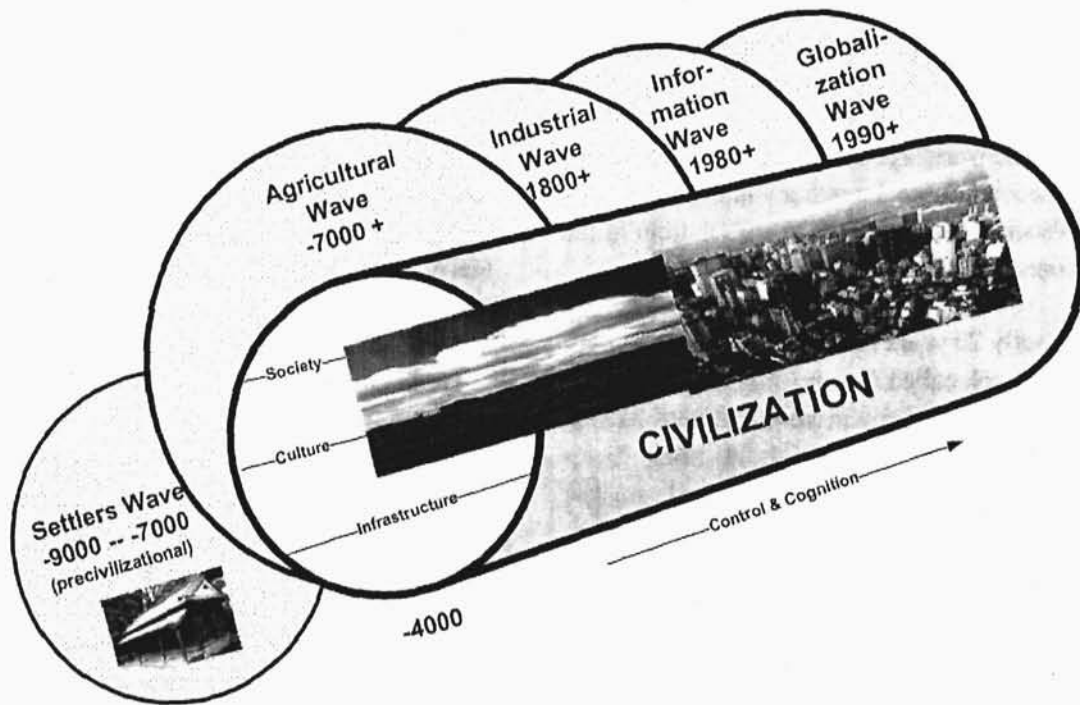 Settlers Wave
-9000 -- -7000
(precivilizational)
Agricultural
Wave
-7000 +
Industrial
Wave
1800+
Infor-
mation
Wave
1980+
Globali-
zation
Wave
1990+
Society
Culture
Infrastructure
CIVILIZATION
Control & Cognition
-4000